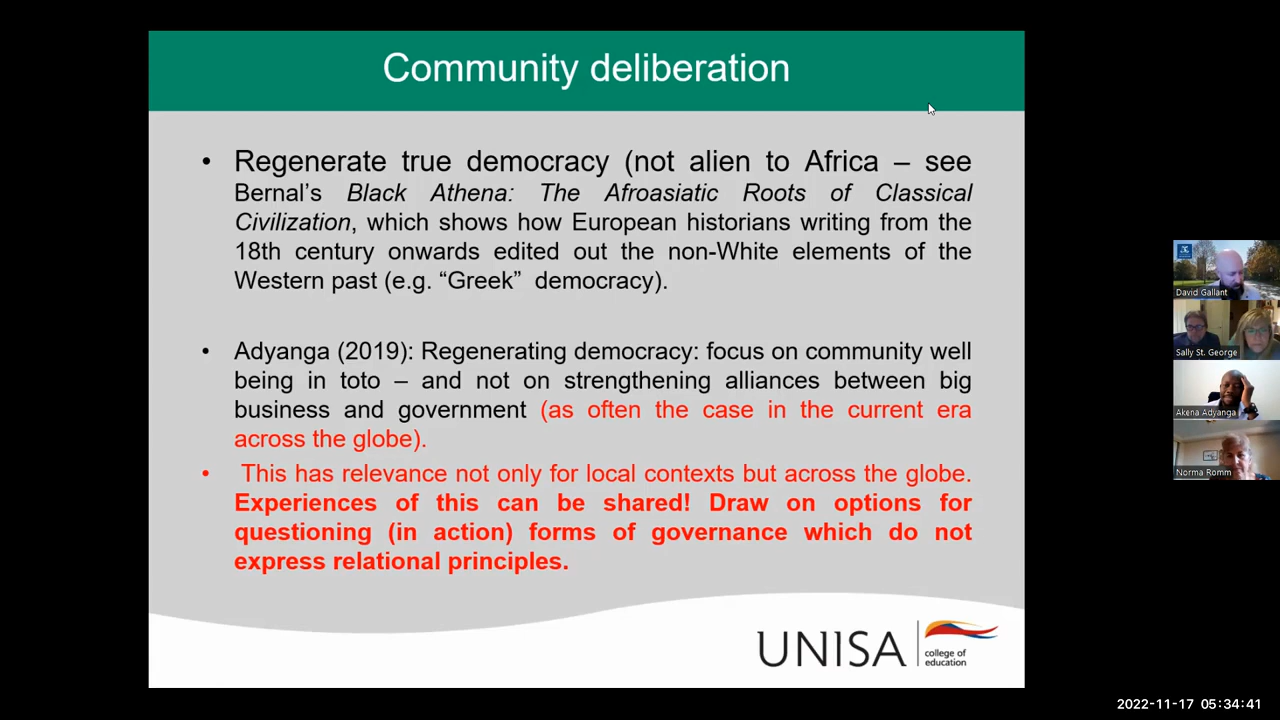 Community deliberation
• Regenerate true democracy (not alien to Africa – see
Bernal's Black Athena: The Afroasiatic Roots of Classical
Civilization, which shows how European historians writing from the
18th century onwards edited out the non-White elements of the
Western past (e.g. “Greek” democracy).
• Adyanga (2019): Regenerating democracy: focus on community well
being in toto – and not on strengthening alliances between big
business and government (as often the case in the current era
across the globe).
• This has relevance not only for local contexts but across the globe.
Experiences of this can be shared! Draw on options for
questioning (in action) forms of governance which do not
express relational principles.
UNISA
college of
education
David Gallant
Sally St. George
Akena Adyanga
Norma Romm
2022-11-17 05:34:41